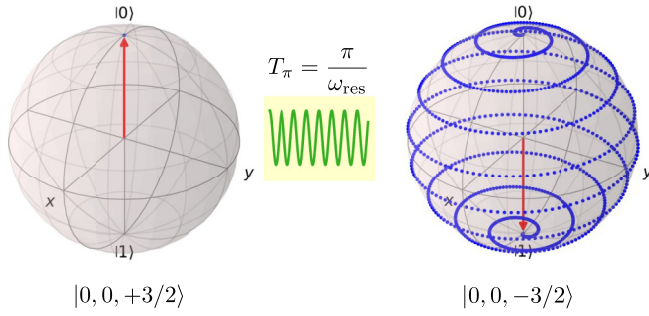 |0⟩
|0⟩
T_π = π / ω_res
y
y
x
x
|1⟩
|1⟩
|0, 0, +3/2⟩
|0, 0, −3/2⟩